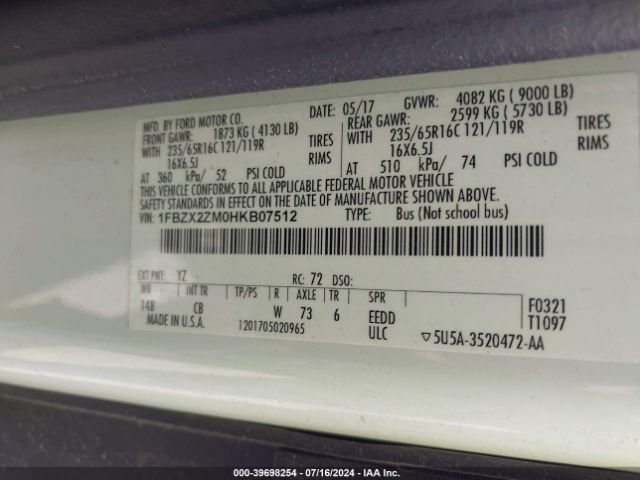 MFD. BY FORD MOTOR CO. DATE: 05/17 GVWR: 4082 KG ( 9000 LB)
FRONT GAWR: 1873 KG ( 4130 LB) REAR GAWR: 2599 KG ( 5730 LB)
WITH 235/65R16C 121/119R TIRES WITH 235/65R16C 121/119R TIRES
16X6.5J RIMS 16X6.5J RIMS
AT 360 kPa/ 52 PSI COLD AT 510 kPa/ 74 PSI COLD
THIS VEHICLE CONFORMS TO ALL APPLICABLE FEDERAL MOTOR VEHICLE
SAFETY STANDARDS IN EFFECT ON THE DATE OF MANUFACTURE SHOWN ABOVE.
VIN: 1FBZX2ZM0HKB07512 TYPE: Bus (Not school bus)
EXT PNT: YZ RC: 72 DSO:
WB INT TR TP/PS R AXLE TR SPR
148 CB W 73 6 EEDD
MADE IN U.S.A. 1201705020965 ULC
F0321
T1097
▽5U5A-3520472-AA
000-39698254 | 07/16/2024 | IAA Inc.